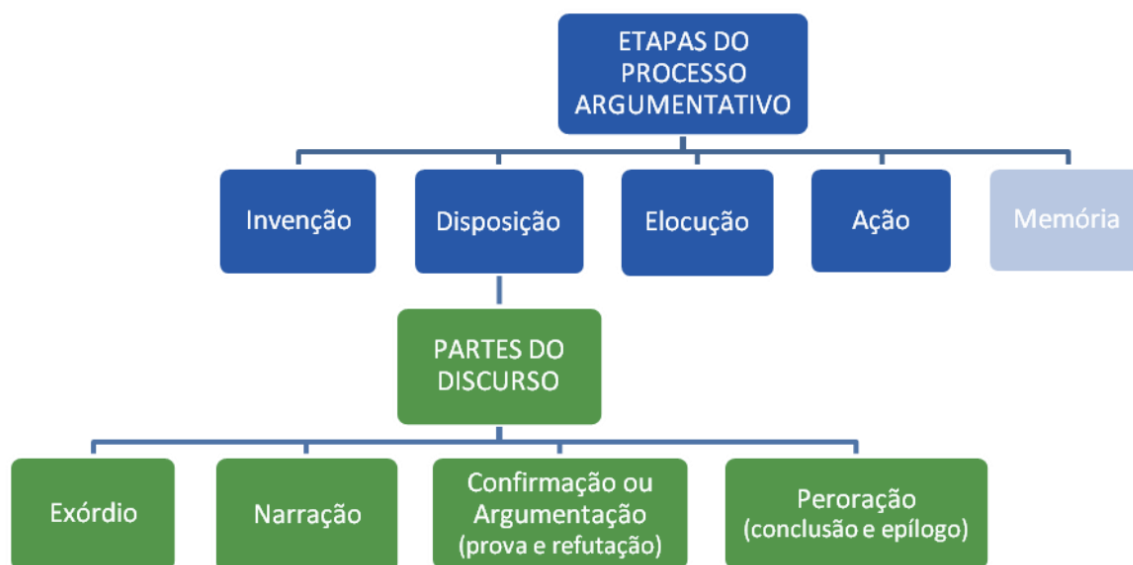 ETAPAS DO
PROCESSO
ARGUMENTATIVO
Invenção
Disposição
Elocução
Ação
Memória
PARTES DO
DISCURSO
Exórdio
Narração
Confirmação ou
Argumentação
(prova e refutação)
Peroração
(conclusão e epílogo)